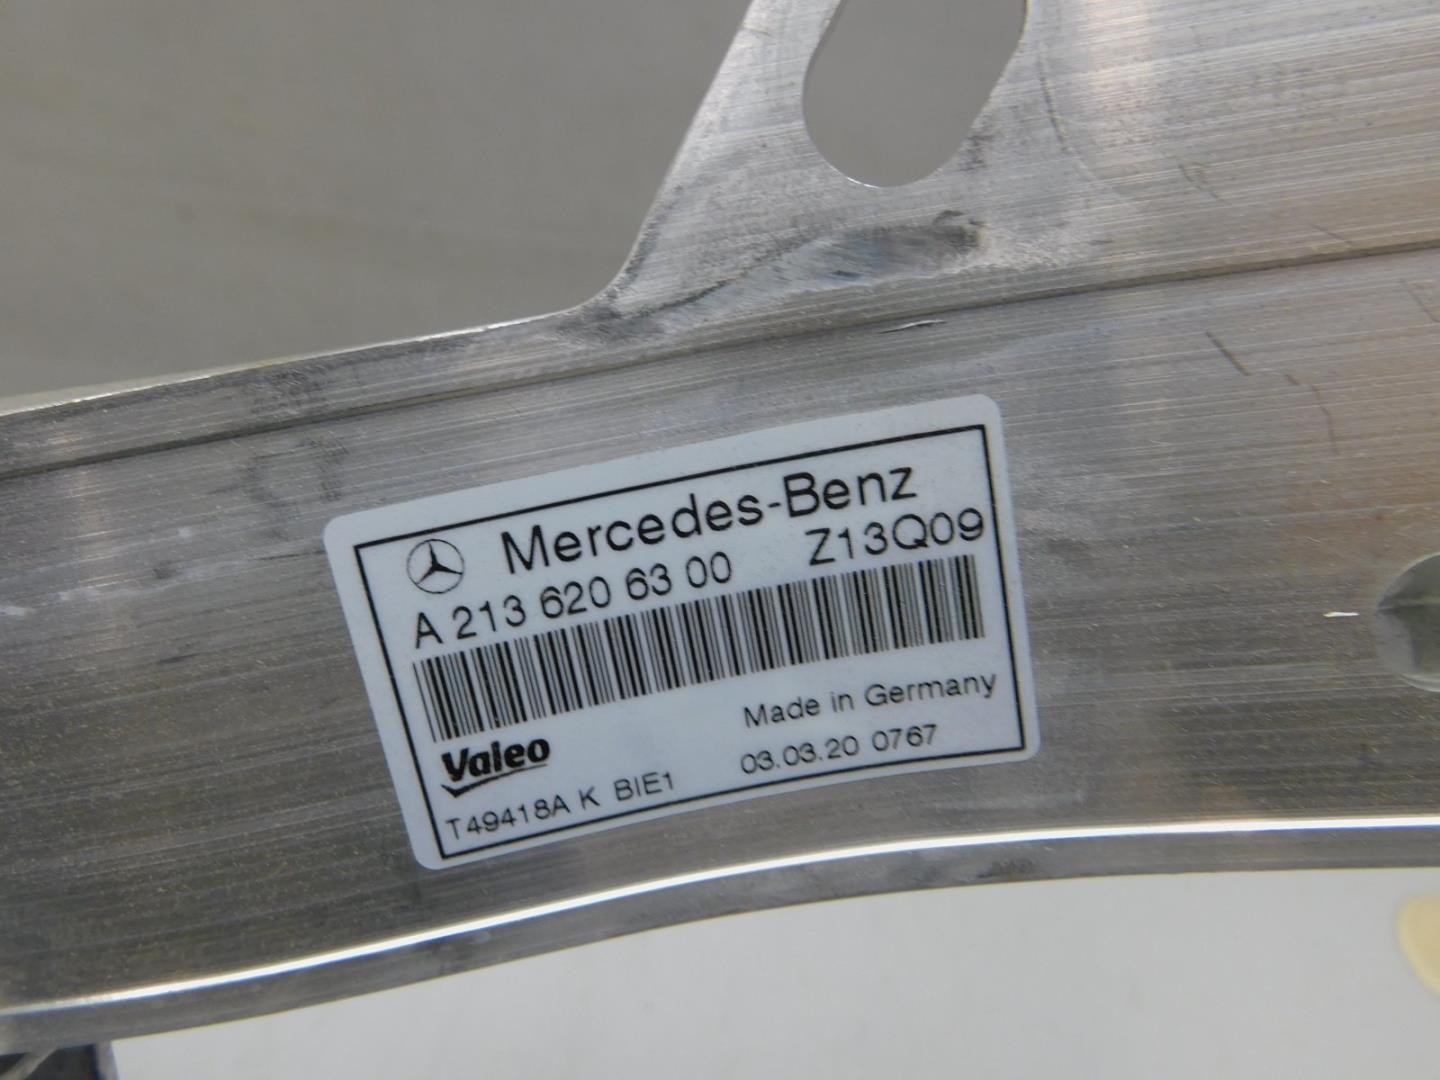 Mercedes-Benz
A 213 620 63 00 Z13Q09
Made in Germany
Valeo
03.03.20 0767
T49418A K BIE1